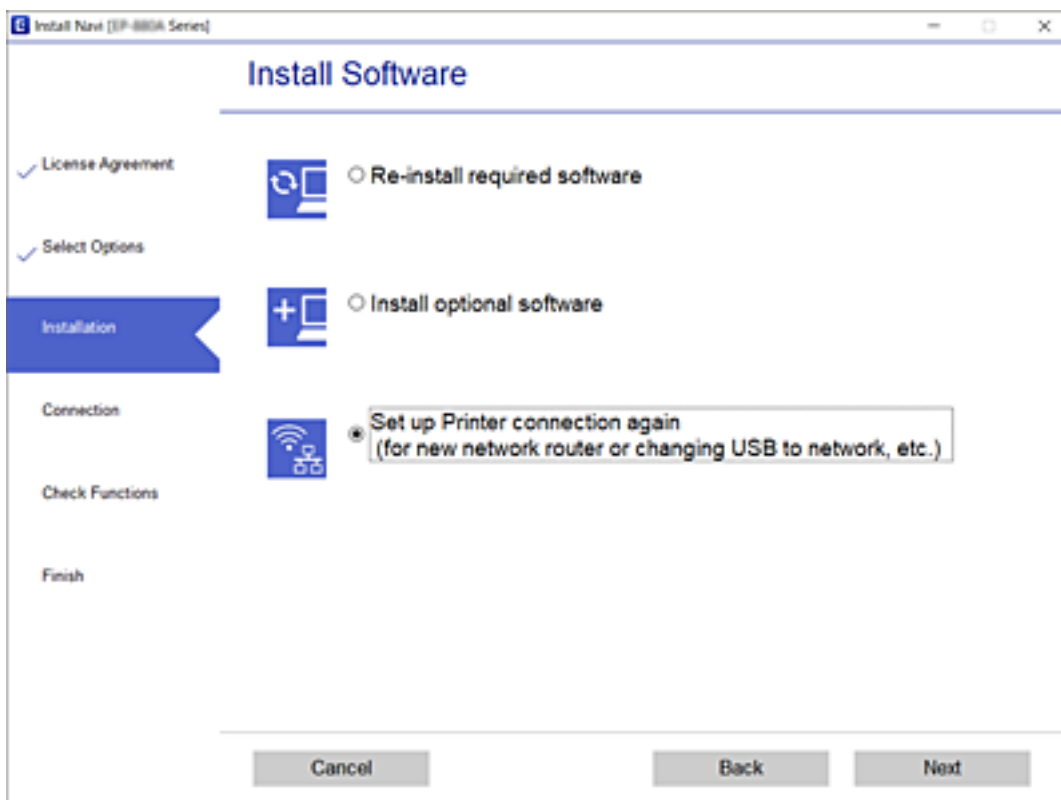 Install Navi [EP-880A Series]
Install Software
License Agreement
Select Options
Installation
Connection
Check Functions
Finish
Re-install required software
Install optional software
Set up Printer connection again
(for new network router or changing USB to network, etc.)
Cancel
Back
Next